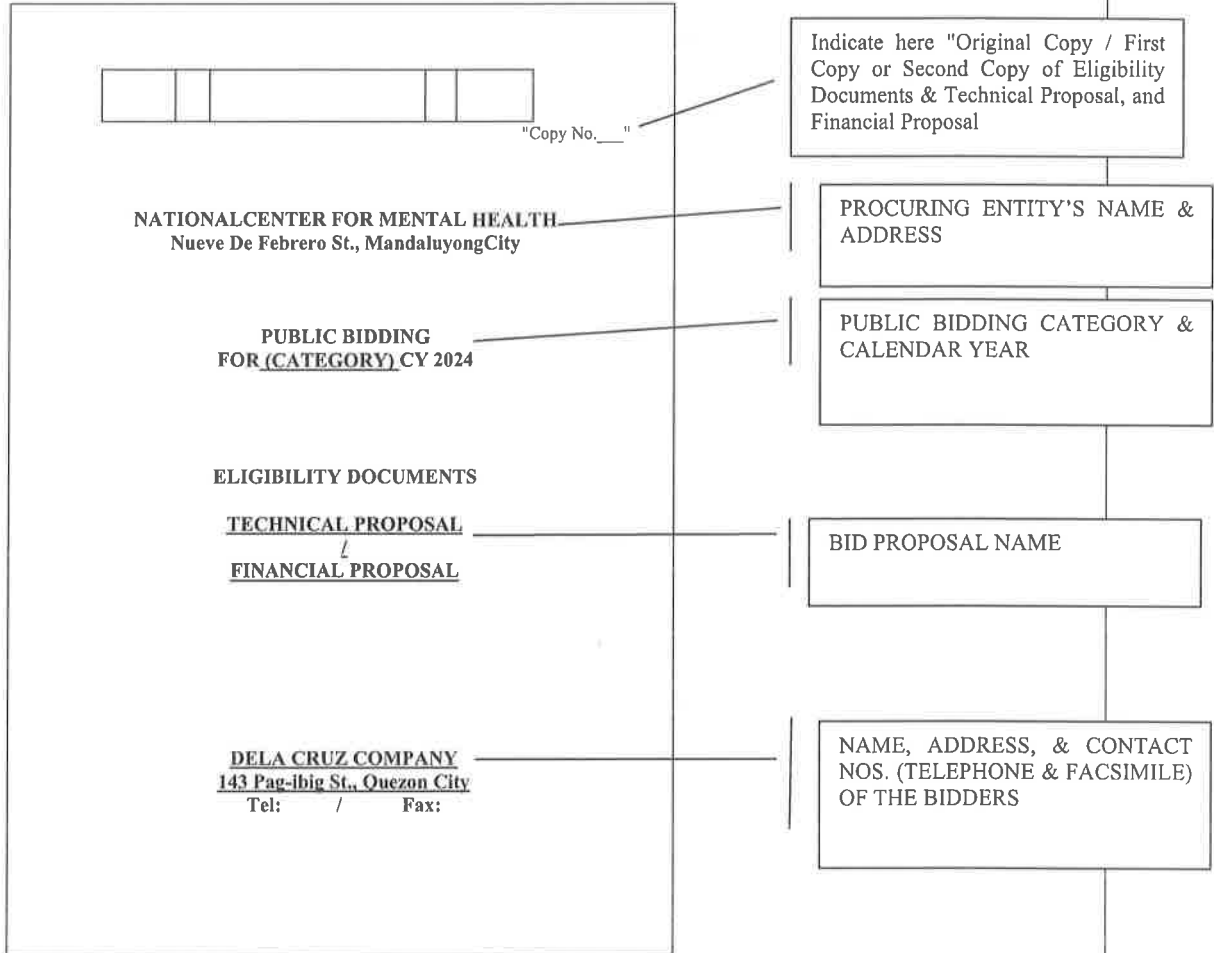 Indicate here "Original Copy / First
Copy or Second Copy of Eligibility
Documents & Technical Proposal, and
Financial Proposal
"Copy No.___"
NATIONALCENTER FOR MENTAL HEALTH
Nueve De Febrero St., MandaluyongCity
PROCURING ENTITY'S NAME &
ADDRESS
PUBLIC BIDDING
FOR (CATEGORY) CY 2024
PUBLIC BIDDING CATEGORY &
CALENDAR YEAR
ELIGIBILITY DOCUMENTS
TECHNICAL PROPOSAL
/
FINANCIAL PROPOSAL
BID PROPOSAL NAME
DELA CRUZ COMPANY
143 Pag-ibig St., Quezon City
Tel: / Fax:
NAME, ADDRESS, & CONTACT
NOS. (TELEPHONE & FACSIMILE)
OF THE BIDDERS